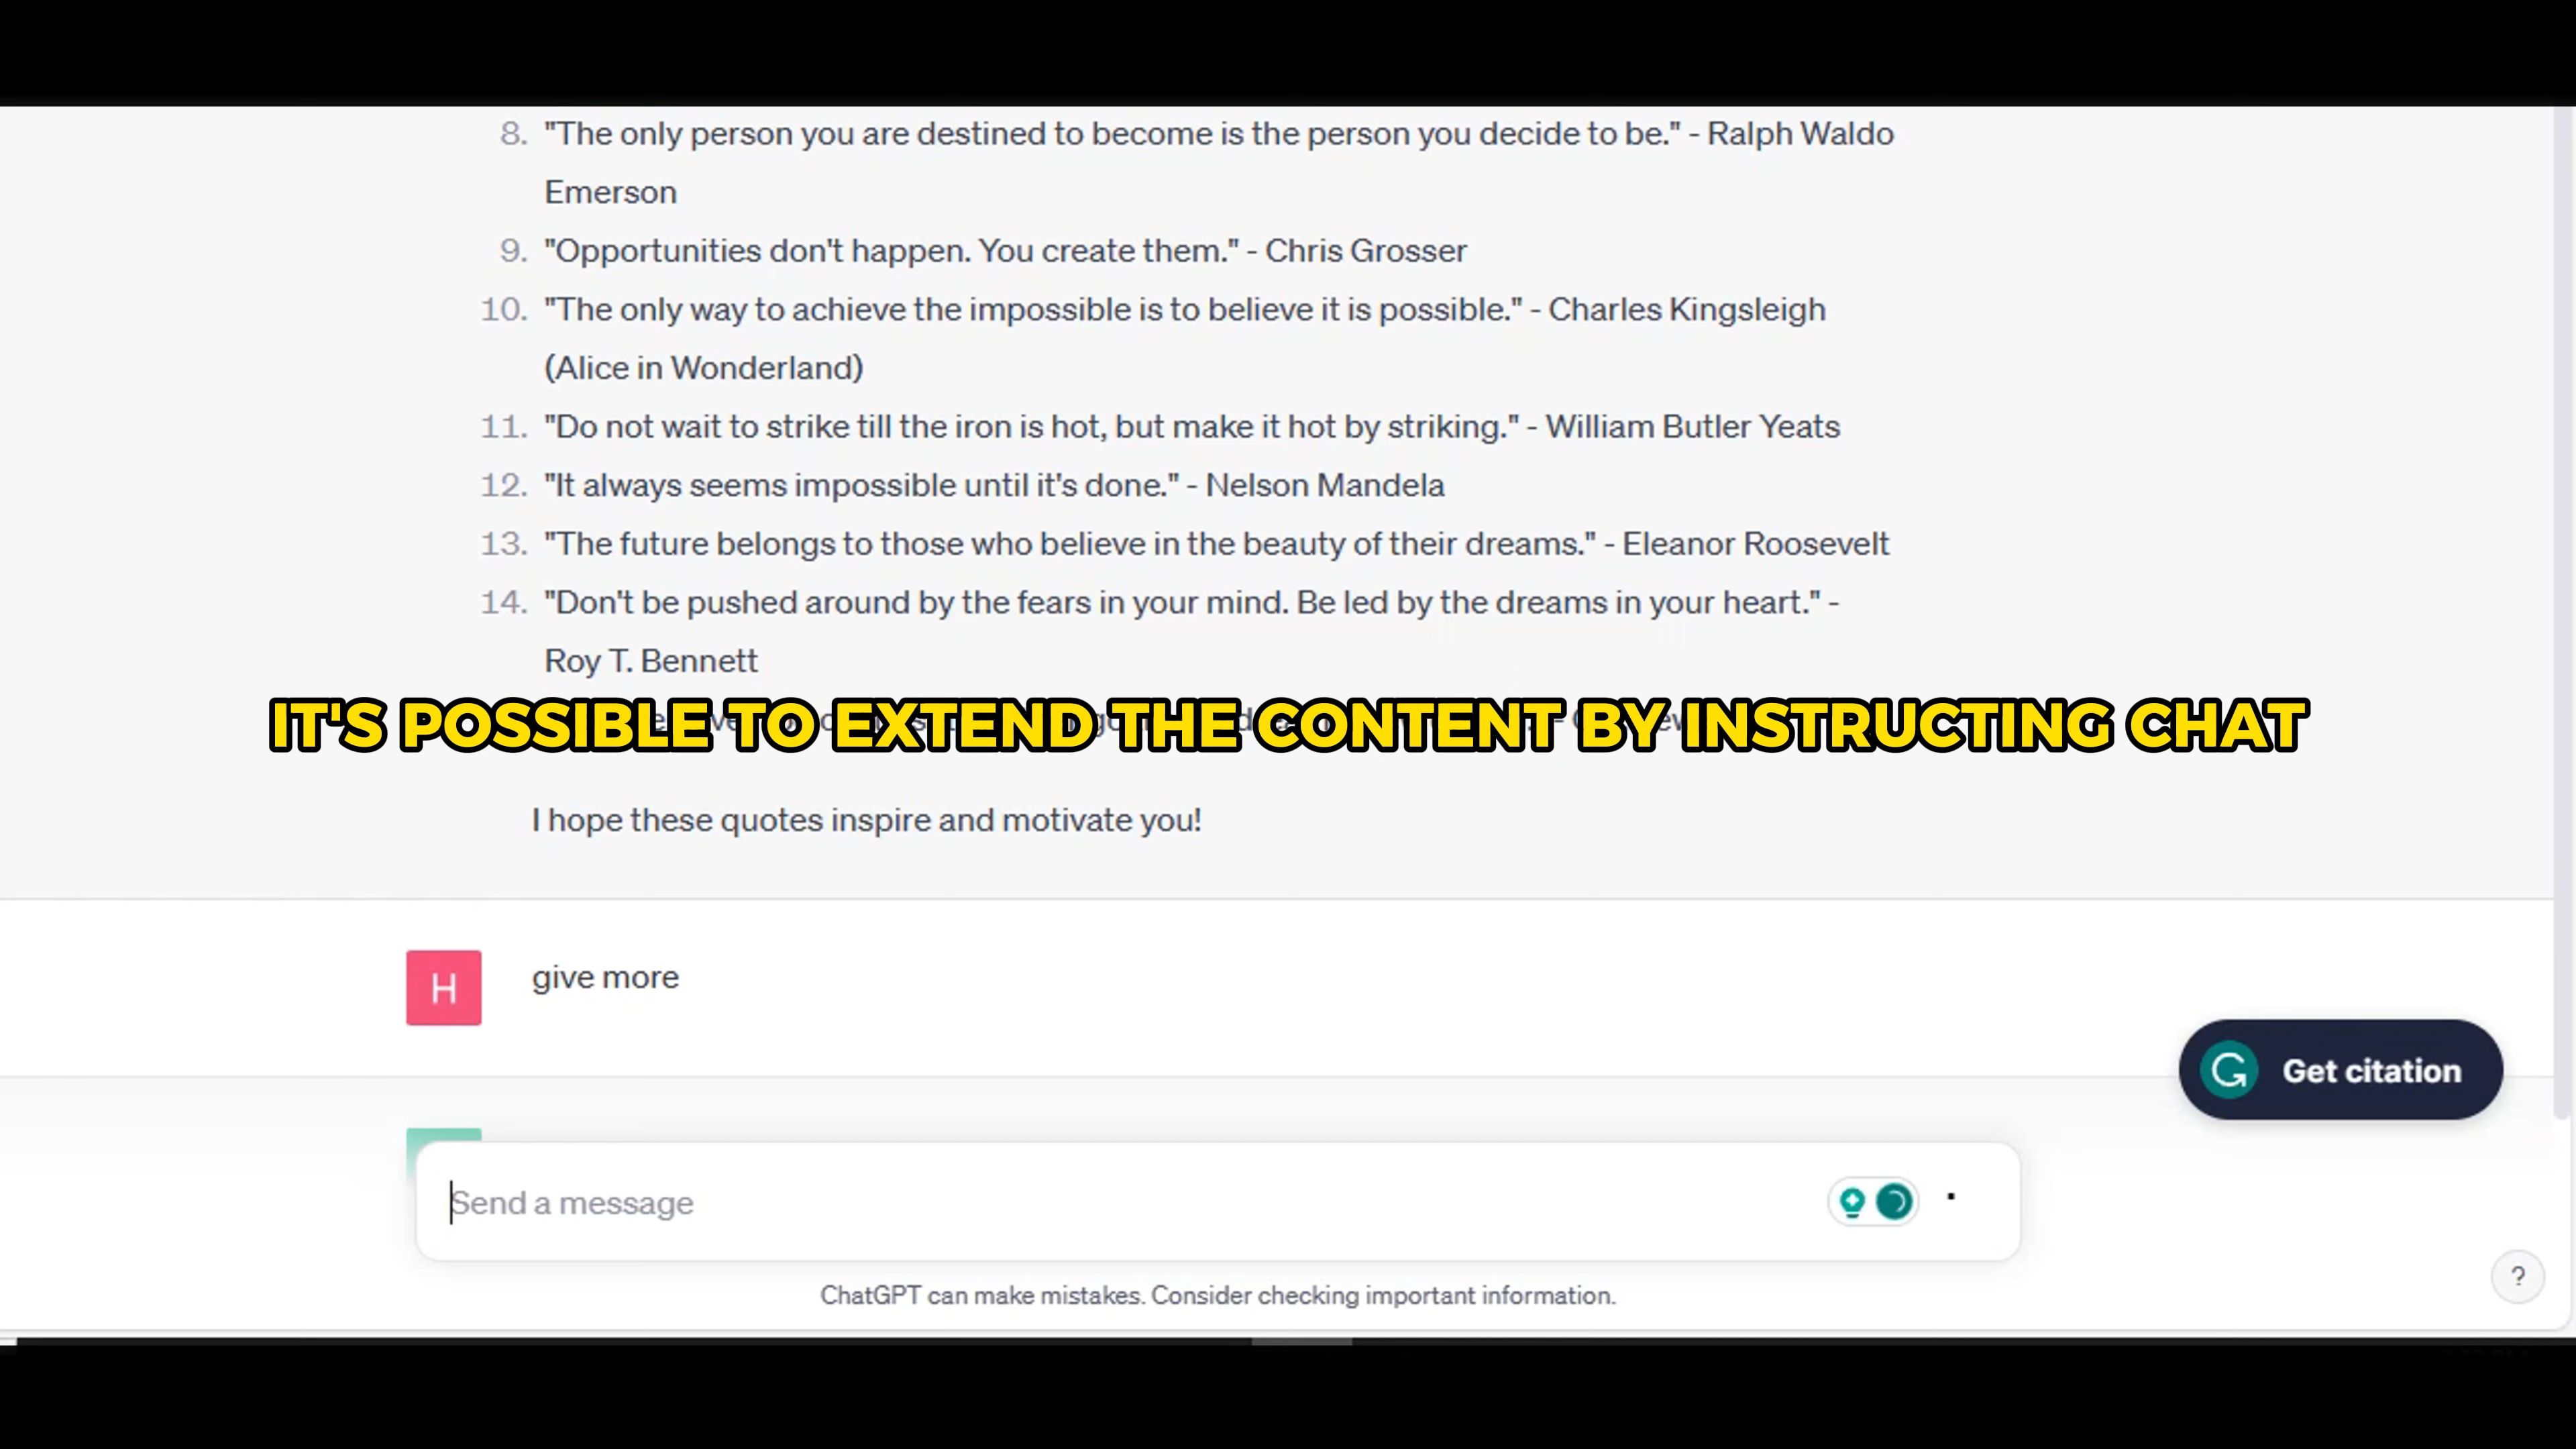 8. "The only person you are destined to become is the person you decide to be." - Ralph Waldo
Emerson
9. "Opportunities don't happen. You create them." - Chris Grosser
10. "The only way to achieve the impossible is to believe it is possible." - Charles Kingsleigh
(Alice in Wonderland)
11. "Do not wait to strike till the iron is hot, but make it hot by striking." - William Butler Yeats
12. "It always seems impossible until it's done." - Nelson Mandela
13. "The future belongs to those who believe in the beauty of their dreams." - Eleanor Roosevelt
14. "Don't be pushed around by the fears in your mind. Be led by the dreams in your heart." -
Roy T. Bennett
IT'S POSSIBLE TO EXTEND THE CONTENT BY INSTRUCTING CHAT
I hope these quotes inspire and motivate you!
H
give more
G Get citation
Send a message
ChatGPT can make mistakes. Consider checking important information.
?